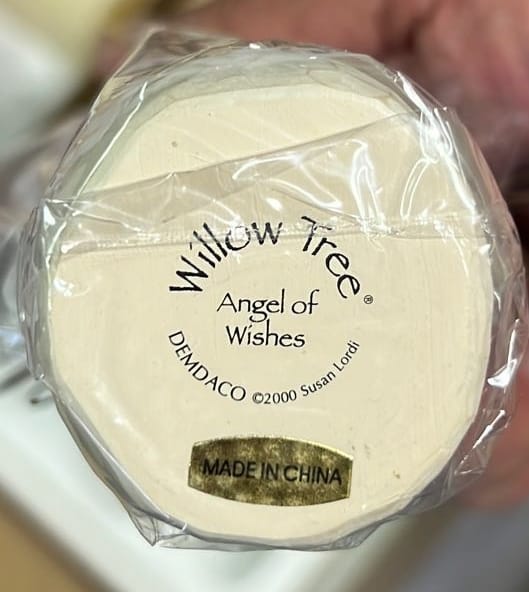 Willow Tree®
Angel of
Wishes
DEMDACO ©2000 Susan Lordi
MADE IN CHINA